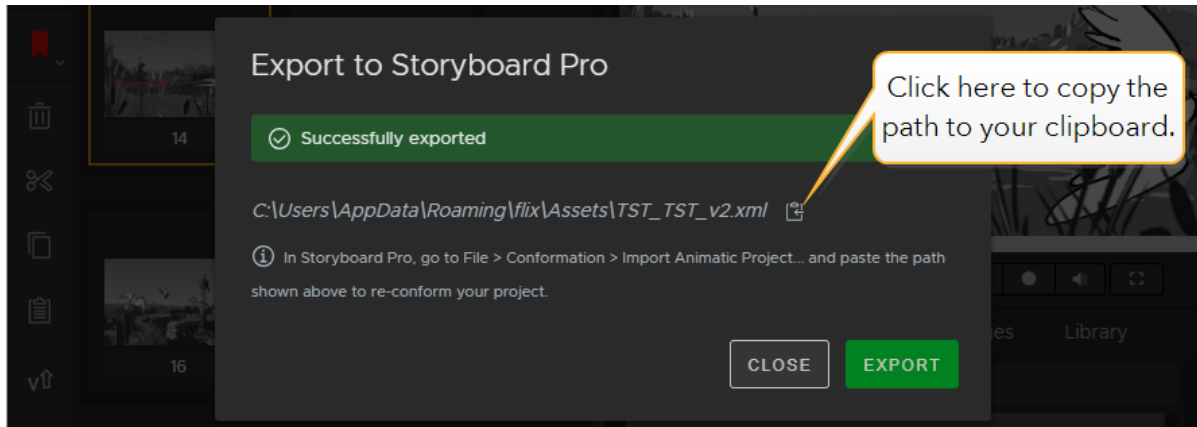 Export to Storyboard Pro
Click here to copy the
path to your clipboard.
Successfully exported
14
C:\Users\AppData\Roaming\flix\Assets\TST_TST_v2.xml
In Storyboard Pro, go to File > Conformation > Import Animatic Project... and paste the path
shown above to re-conform your project.
Library
16
CLOSE
EXPORT
V